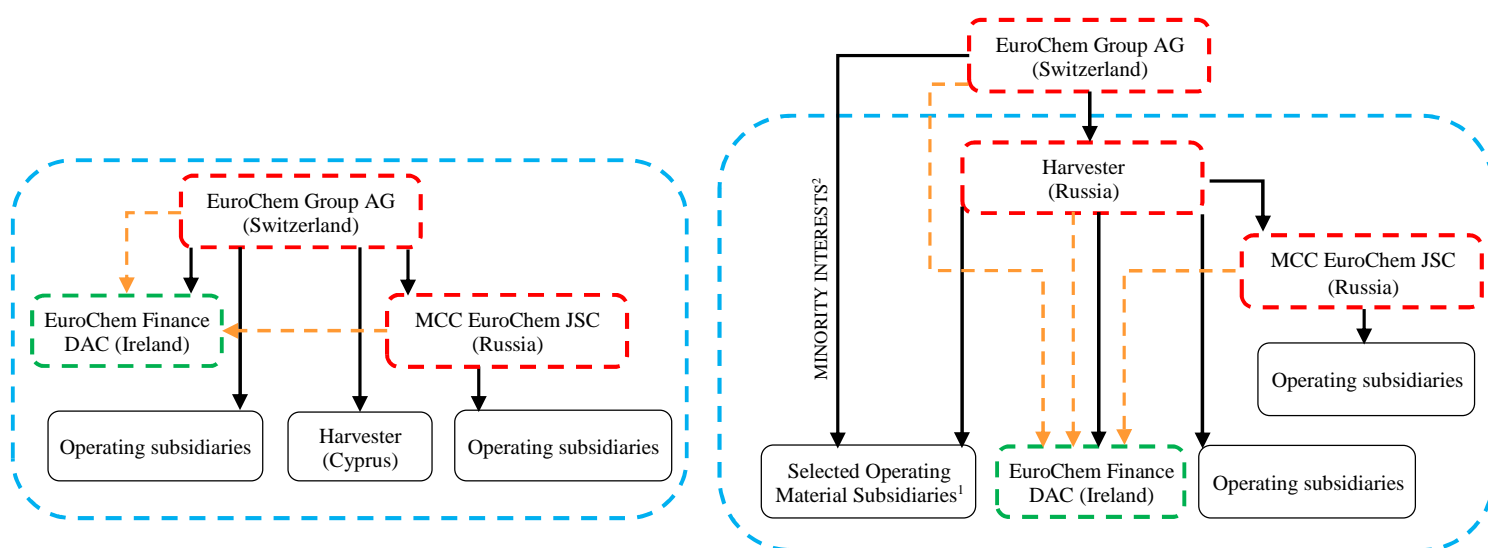 EuroChem Group AG
(Switzerland)
EuroChem Finance
DAC (Ireland)
MCC EuroChem JSC
(Russia)
Operating subsidiaries
Harvester
(Cyprus)
Operating subsidiaries
EuroChem Group AG
(Switzerland)
MINORITY INTERESTS²
Harvester
(Russia)
MCC EuroChem JSC
(Russia)
Operating subsidiaries
Selected Operating
Material Subsidiaries¹
EuroChem Finance
DAC (Ireland)
Operating subsidiaries